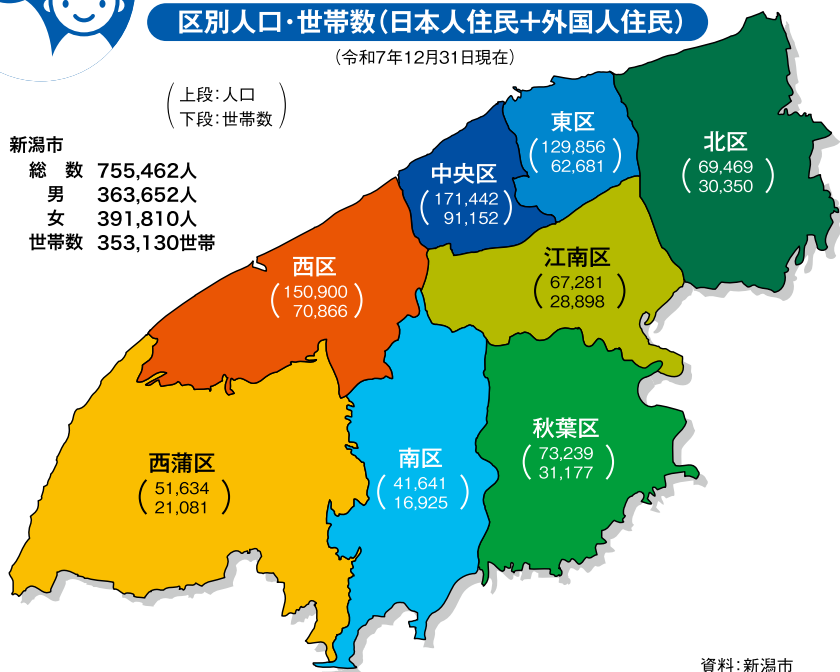 区別人口・世帯数(日本人住民+外国人住民)
(令和7年12月31日現在)
(上段:人口
下段:世帯数)
新潟市
総 数 755,462人
男 363,652人
女 391,810人
世帯数 353,130世帯
北区
(69,469
30,350)
東区
(129,856
62,681)
中央区
(171,442
91,152)
江南区
(67,281
28,898)
西区
(150,900
70,866)
秋葉区
(73,239
31,177)
南区
(41,641
16,925)
西蒲区
(51,634
21,081)
資料:新潟市